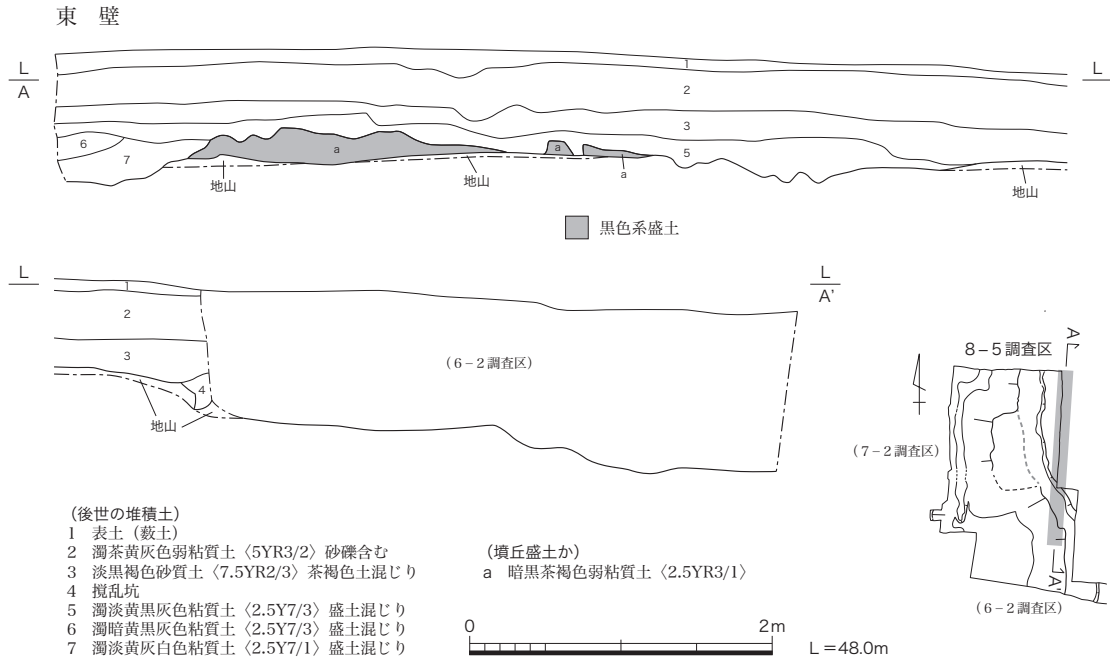 東　壁
L
A
L
1
2
3
6
7
a
a
a
5
地山
地山
地山
黒色系盛土
L
L
A'
1
2
3
4
地山
（６−２調査区）
8−5調査区
A
（７−２調査区）
A'
（６−２調査区）
（後世の堆積土）
1　表土（薮土）
2　濁茶黄灰色弱粘質土〈5YR3/2〉砂礫含む
3　淡黒褐色砂質土〈7.5YR2/3〉茶褐色土混じり
4　撹乱坑
5　濁淡黄黒灰色粘質土〈2.5Y7/3〉盛土混じり
6　濁暗黄黒灰色粘質土〈2.5Y7/3〉盛土混じり
7　濁淡黄灰白色粘質土〈2.5Y7/1〉盛土混じり
（墳丘盛土か）
a　暗黒茶褐色弱粘質土〈2.5YR3/1〉
0
2m
L＝48.0m